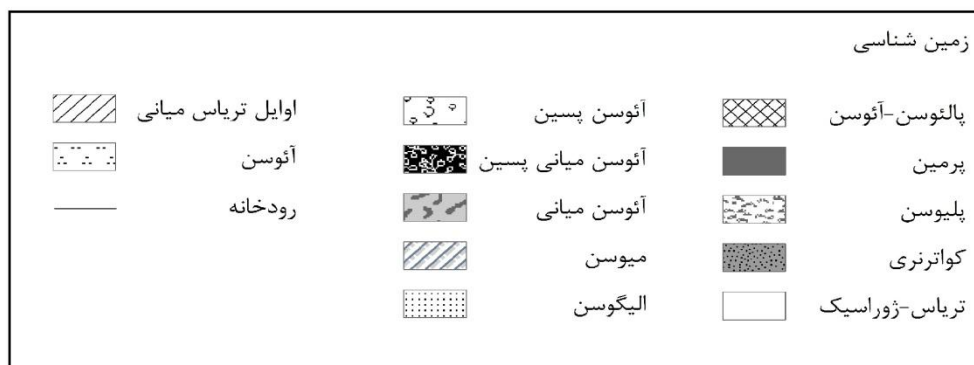 زمین شناسی
پالئوسن-آئوسن
پرمین
پلیوسن
کواترنری
تریاس-ژوراسیک
آئوسن پسین
آئوسن میانی پسین
آئوسن میانی
میوسن
الیگوسن
اوایل تریاس میانی
آئوسن
رودخانه